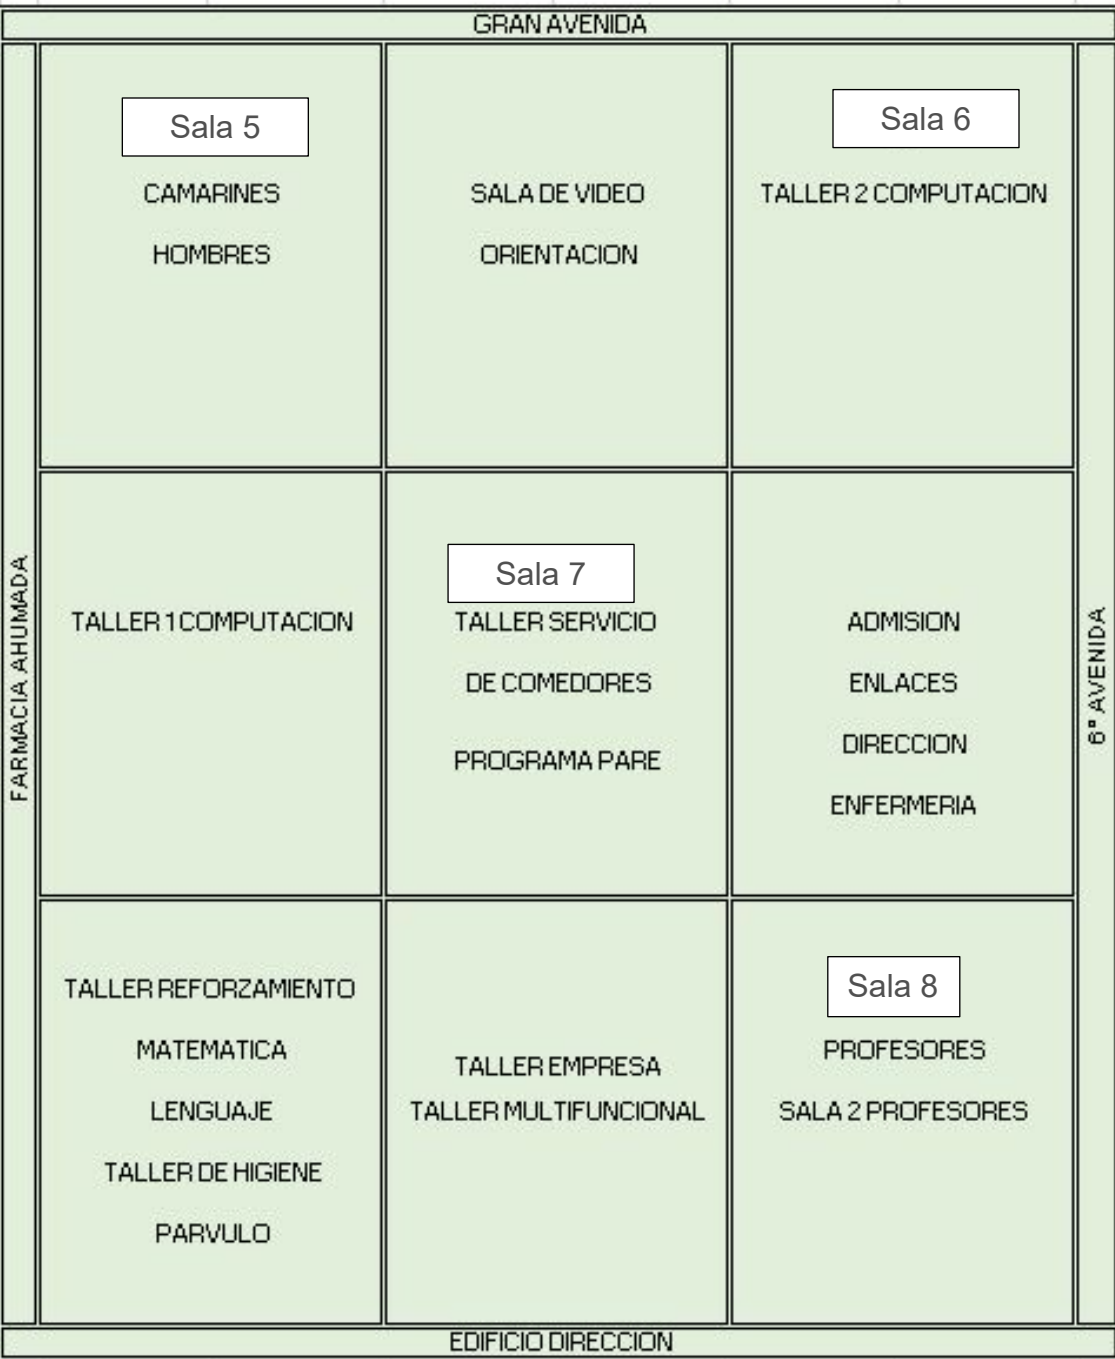 GRAN AVENIDA
Sala 5
CAMARINES
HOMBRES
SALA DE VIDEO
ORIENTACION
Sala 6
TALLER 2 COMPUTACION
FARMACIA AHUMADA
TALLER 1 COMPUTACION
Sala 7
TALLER SERVICIO
DE COMEDORES
PROGRAMA PARE
ADMISION
ENLACES
DIRECCION
ENFERMERIA
6ª AVENIDA
TALLER REFORZAMIENTO
MATEMATICA
LENGUAJE
TALLER DE HIGIENE
PARVULO
TALLER EMPRESA
TALLER MULTIFUNCIONAL
Sala 8
PROFESORES
SALA 2 PROFESORES
EDIFICIO DIRECCION